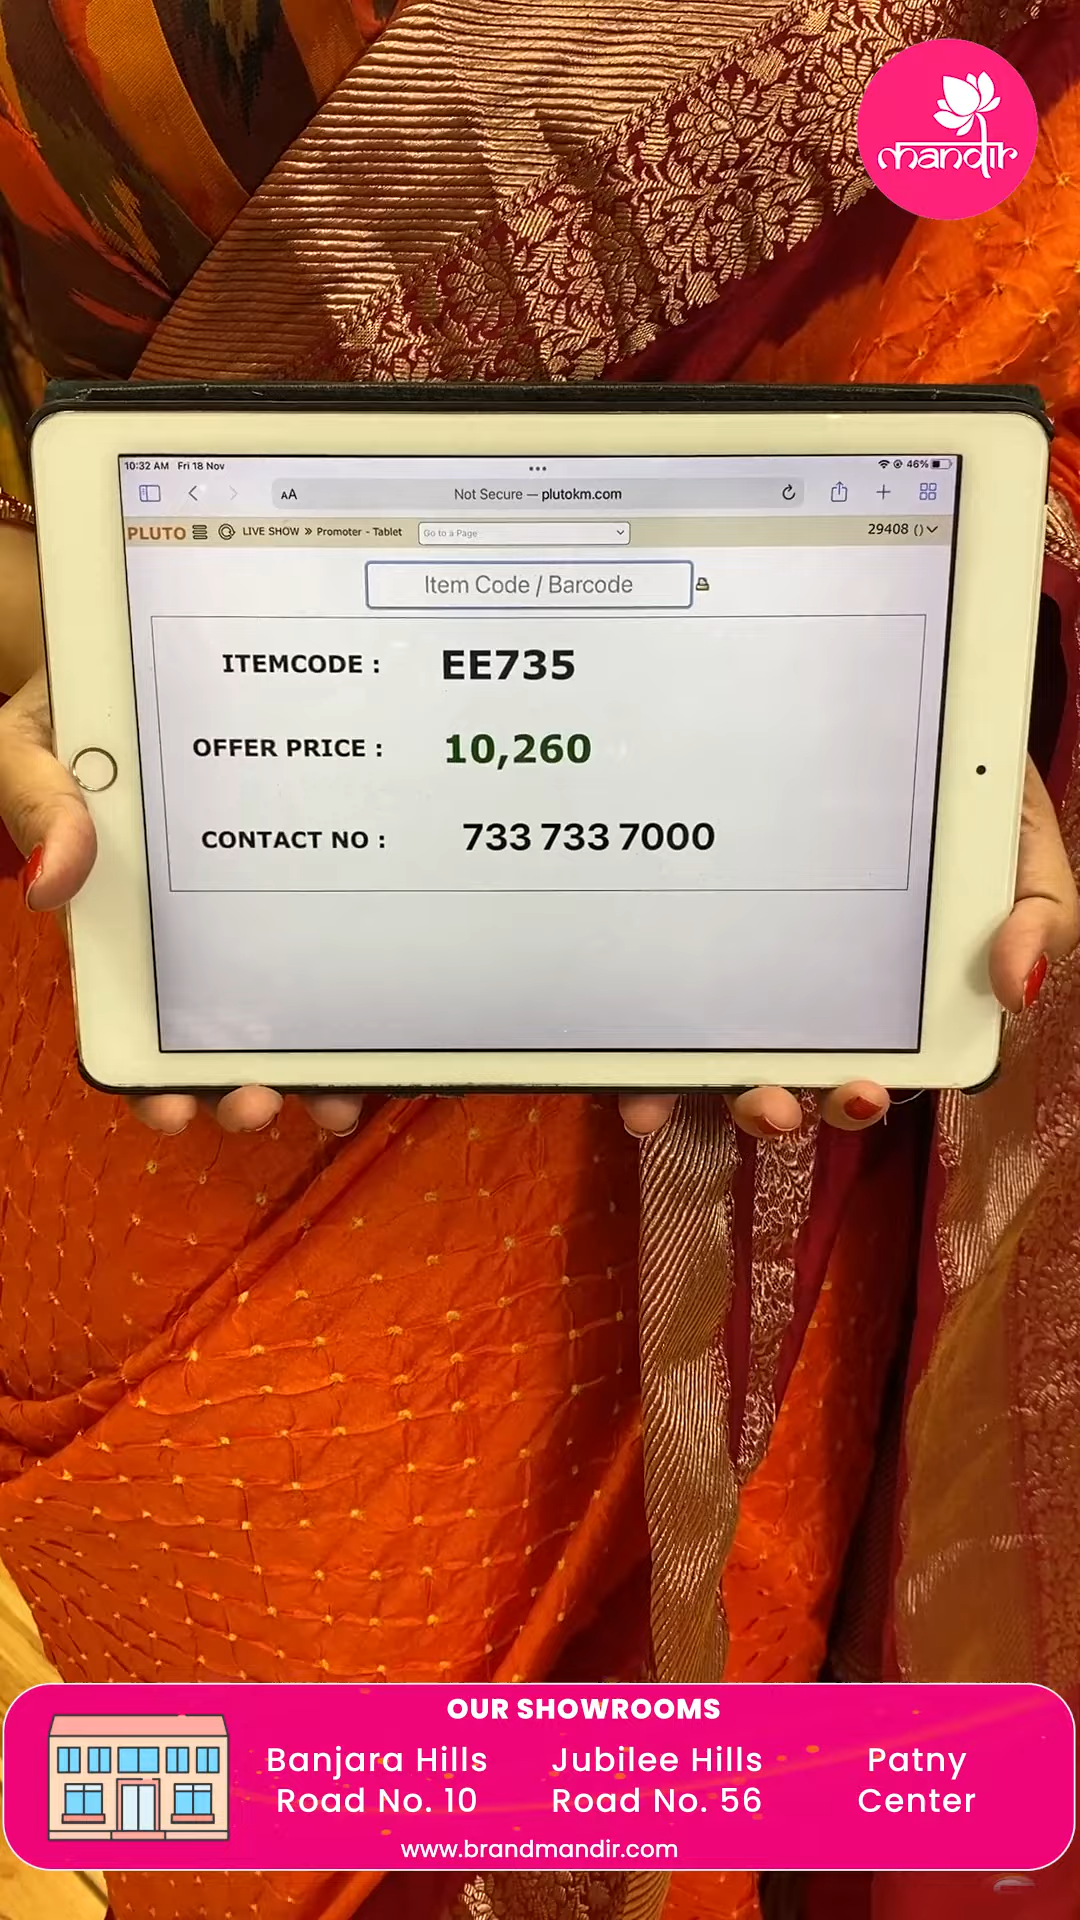 mandir
10:32 AM Fri 18 Nov
46%
AA
Not Secure — plutokm.com
PLUTO
LIVE SHOW » Promoter - Tablet
Go to a Page
29408 ()
Item Code / Barcode
ITEMCODE : EE735
OFFER PRICE : 10,260
CONTACT NO : 733 733 7000
OUR SHOWROOMS
Banjara Hills
Road No. 10
Jubilee Hills
Road No. 56
Patny
Center
www.brandmandir.com